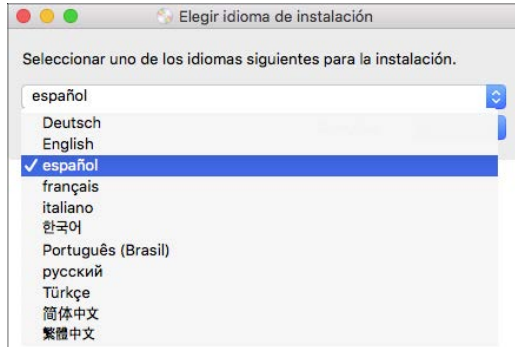 Elegir idioma de instalación
Seleccionar uno de los idiomas siguientes para la instalación.
español
Deutsch
English
español
français
italiano
한국어
Português (Brasil)
русский
Türkçe
简体中文
繁體中文